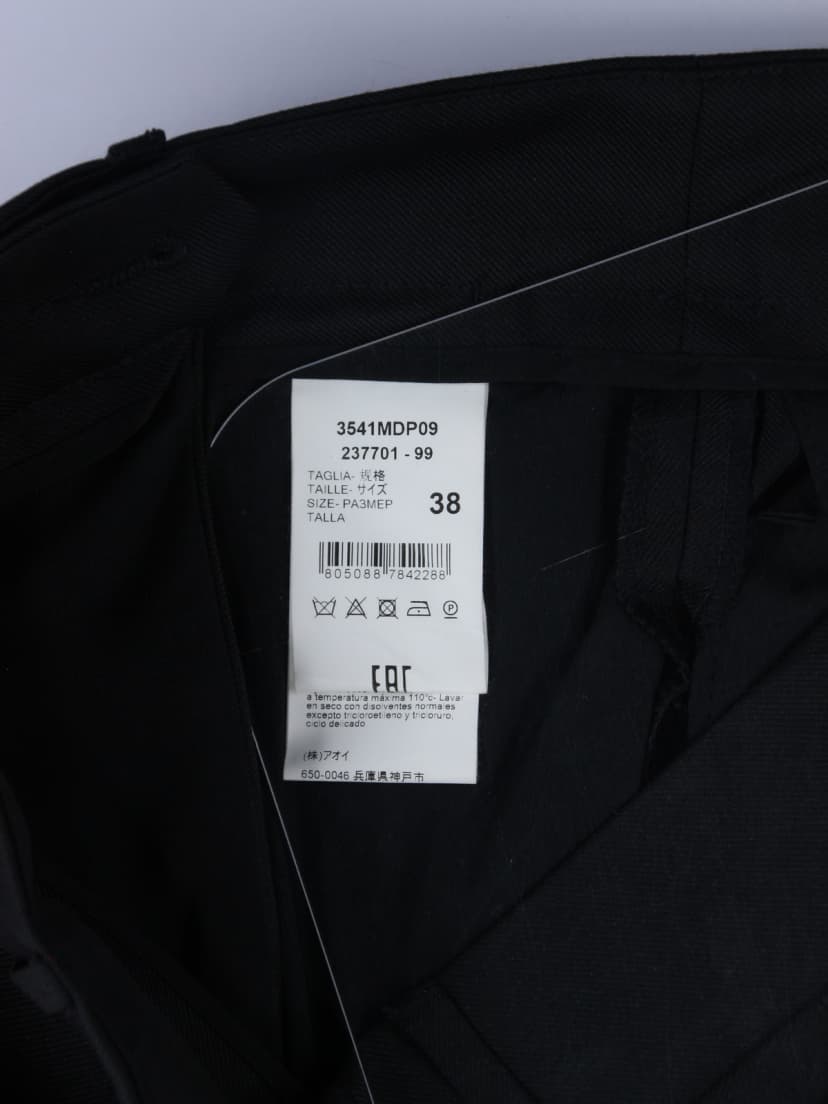 3541MDP09
237701 - 99
TAGLIA- 规格
TAILLE- サイズ
SIZE- РАЗМЕР
TALLA
38
805088 7842288
P
EAC
a temperatura máxima 110°c- Lavar
en seco con disolventes normales
excepto tricloroetileno y tricloruro,
ciclo delicado
(株)アオイ
650-0046 兵庫県神戸市